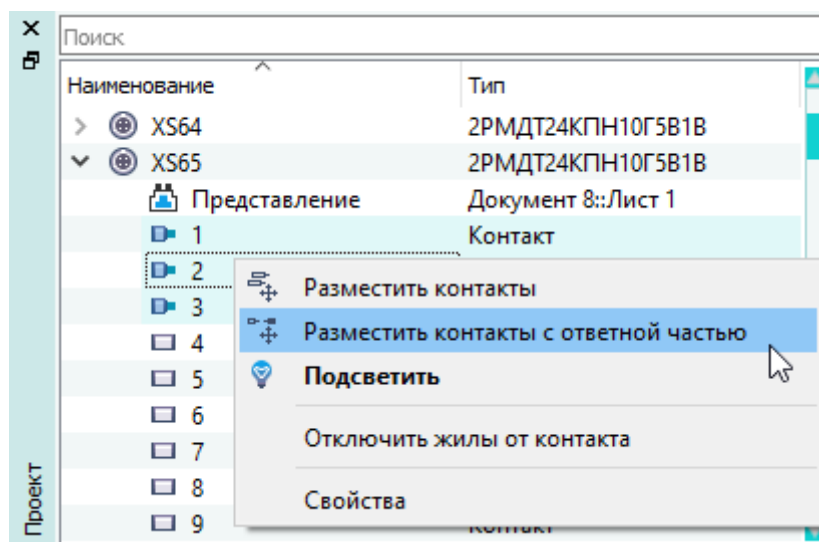 Поиск
Наименование Тип
XS64 2РМДТ24КПН10Г5В1В
XS65 2РМДТ24КПН10Г5В1В
Представление Документ 8::Лист 1
1 Контакт
2
3
4
5
6
7
8
9 Контакт
Разместить контакты
Разместить контакты с ответной частью
Подсветить
Отключить жилы от контакта
Свойства
Проект